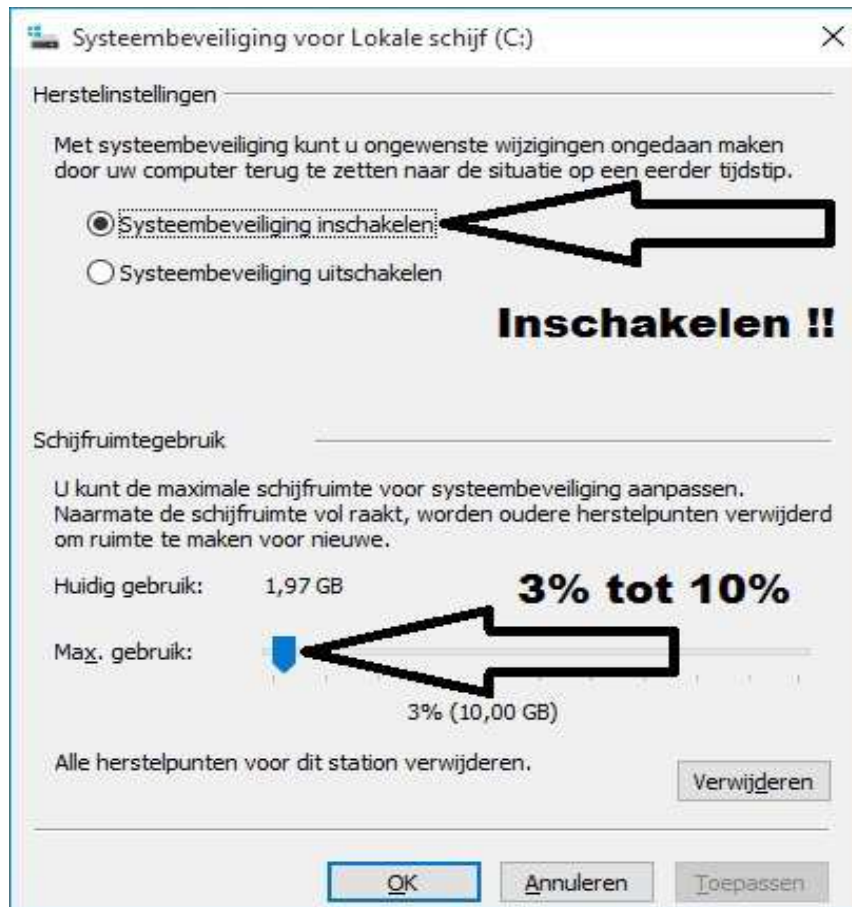 Systeembeveiliging voor Lokale schijf (C:)
Herstelinstellingen
Met systeembeveiliging kunt u ongewenste wijzigingen ongedaan maken
door uw computer terug te zetten naar de situatie op een eerder tijdstip.
Systeembeveiliging inschakelen
Systeembeveiliging uitschakelen
Inschakelen !!
Schijfruimtegebruik
U kunt de maximale schijfruimte voor systeembeveiliging aanpassen.
Naarmate de schijfruimte vol raakt, worden oudere herstelpunten verwijderd
om ruimte te maken voor nieuwe.
Huidig gebruik: 1,97 GB 3% tot 10%
Max. gebruik:
3% (10,00 GB)
Alle herstelpunten voor dit station verwijderen.
Verwijderen
OK Annuleren Toepassen